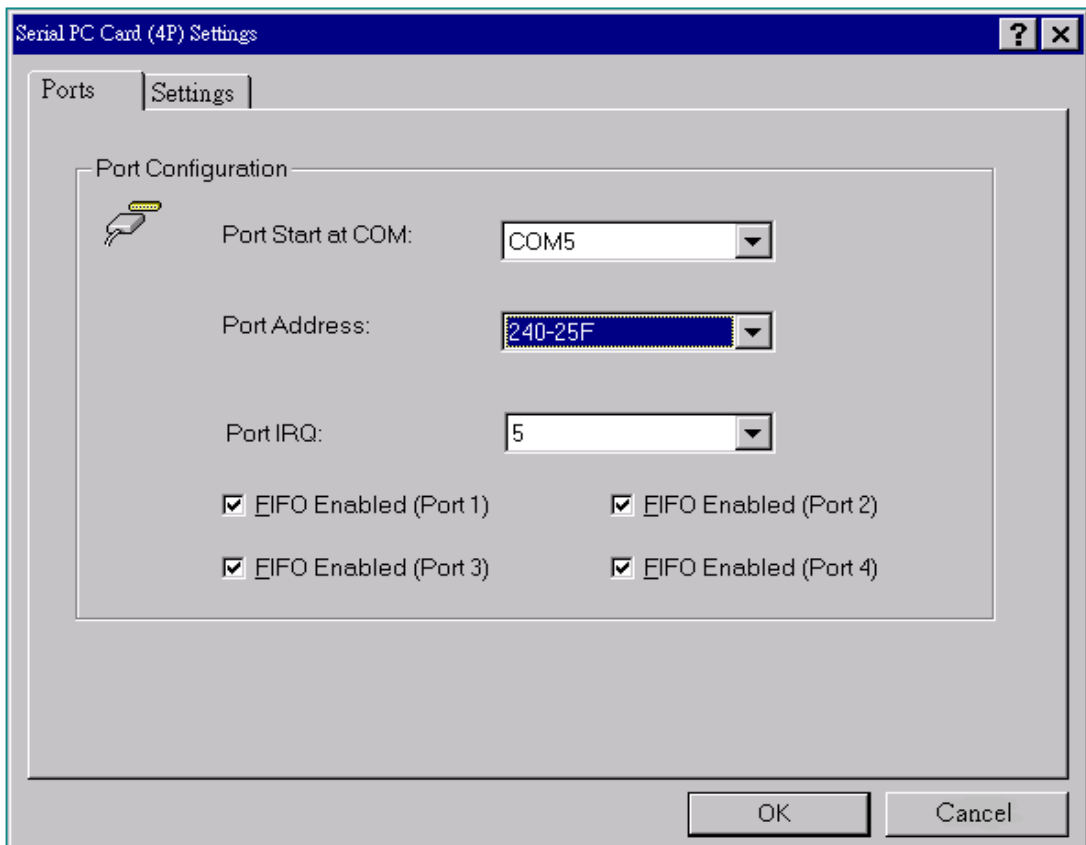 Serial PC Card (4P) Settings
Ports
Settings
Port Configuration
Port Start at COM:
COM5
Port Address:
240-25F
Port IRQ:
5
FIFO Enabled (Port 1)
FIFO Enabled (Port 2)
FIFO Enabled (Port 3)
FIFO Enabled (Port 4)
OK
Cancel